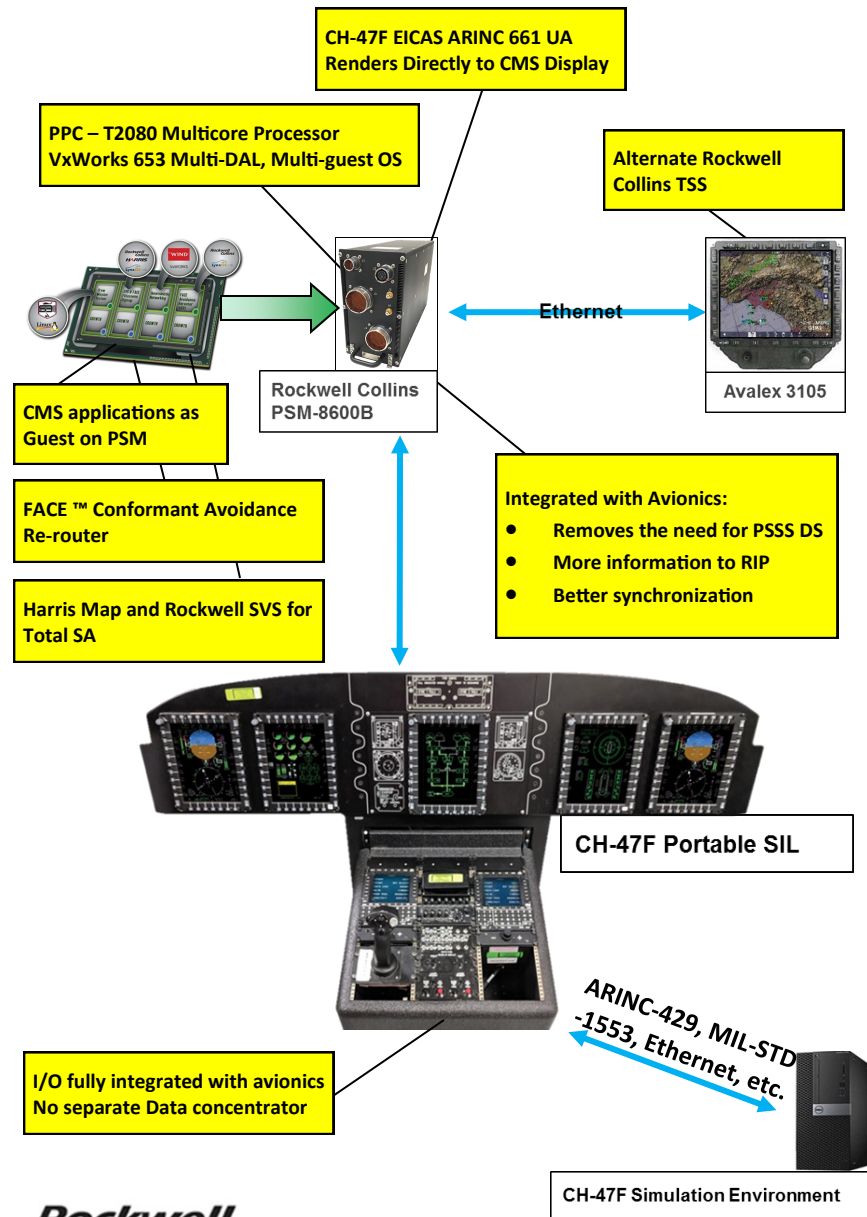 CH-47F EICAS ARINC 661 UA
Renders Directly to CMS Display
PPC – T2080 Multicore Processor
VxWorks 653 Multi-DAL, Multi-guest OS
Alternate Rockwell
Collins TSS
WIND
HARRIS
Linux
Ethernet
Rockwell Collins
PSM-8600B
Avalex 3105
CMS applications as
Guest on PSM
FACE ™ Conformant Avoidance
Re-router
Harris Map and Rockwell SVS for
Total SA
Integrated with Avionics:
● Removes the need for PSSS DS
● More information to RIP
● Better synchronization
CH-47F Portable SIL
ARINC-429, MIL-STD
-1553, Ethernet, etc.
I/O fully integrated with avionics
No separate Data concentrator
CH-47F Simulation Environment
Rockwell